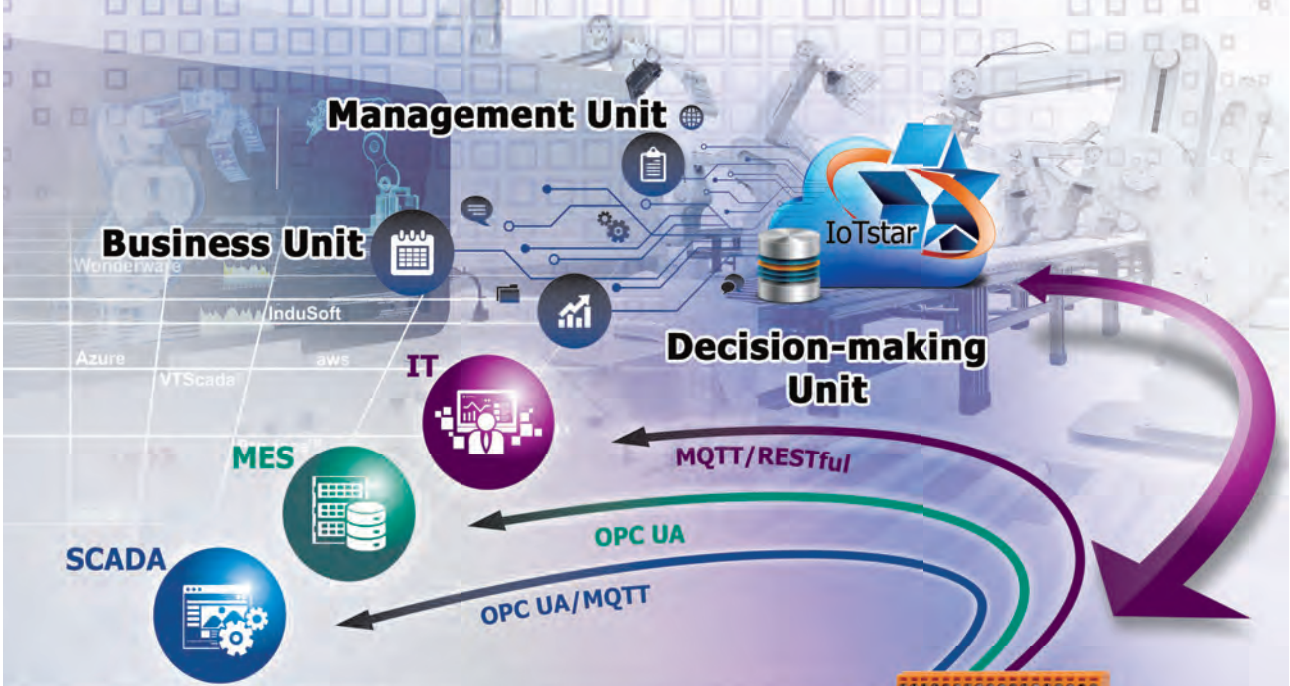 Management Unit
Business Unit
IoTstar
Wonderware
InduSoft
Decision-making
Unit
Azure
aws
VTScada
IT
MES
MQTT/RESTful
OPC UA
SCADA
OPC UA/MQTT